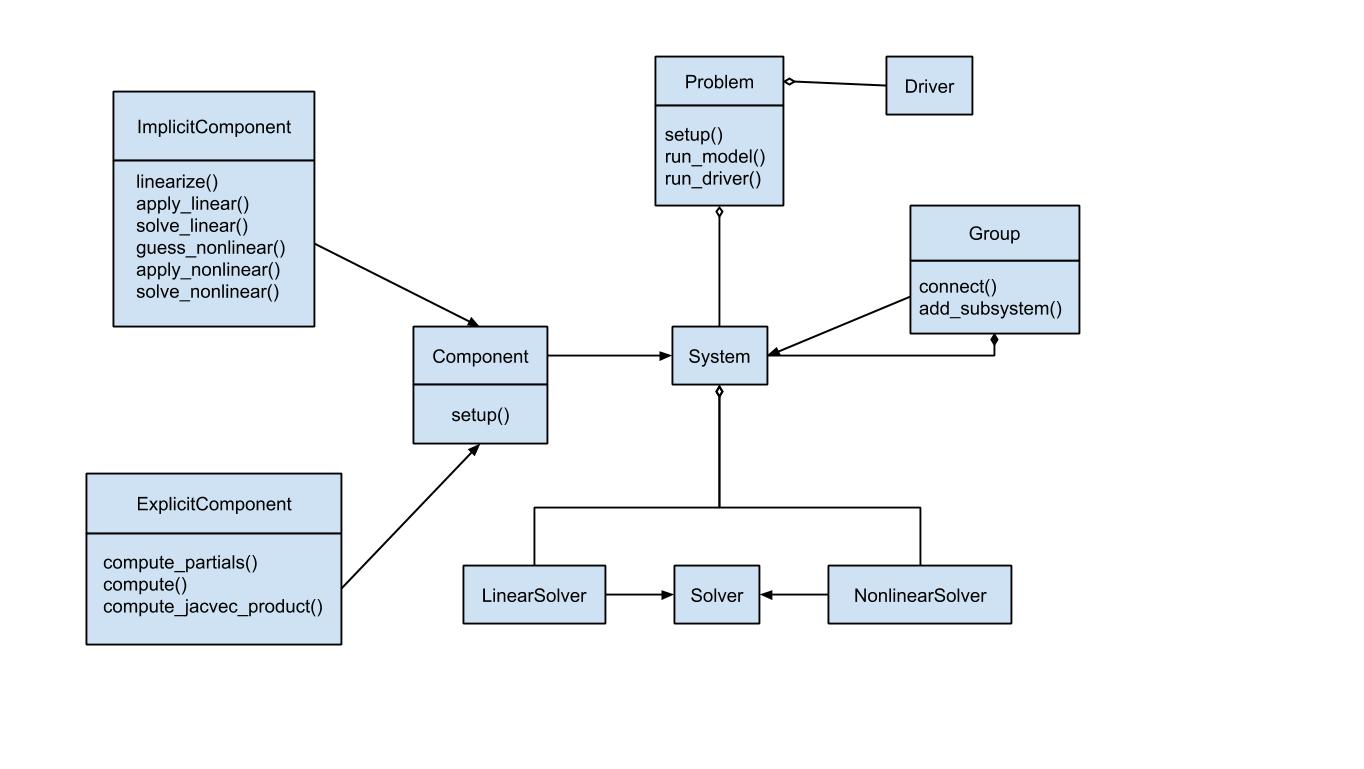 Problem
setup()
run_model()
run_driver()
Driver
ImplicitComponent
linearize()
apply_linear()
solve_linear()
guess_nonlinear()
apply_nonlinear()
solve_nonlinear()
Group
connect()
add_subsystem()
Component
setup()
System
ExplicitComponent
compute_partials()
compute()
compute_jacvec_product()
LinearSolver
Solver
NonlinearSolver